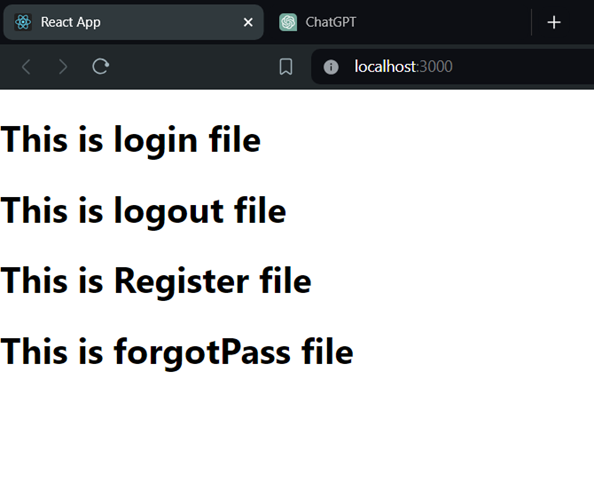 React App
ChatGPT
localhost:3000
This is login file
This is logout file
This is Register file
This is forgotPass file